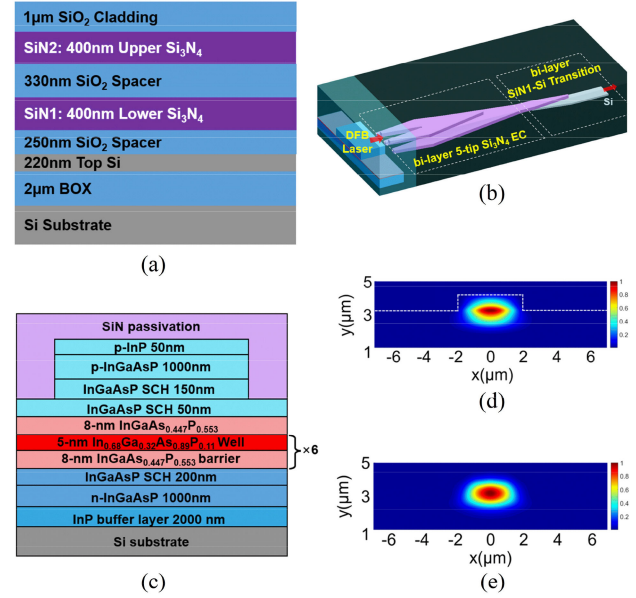 1μm SiO₂ Cladding
SiN2: 400nm Upper Si₃N₄
330nm SiO₂ Spacer
SiN1: 400nm Lower Si₃N₄
250nm SiO₂ Spacer
220nm Top Si
2μm BOX
Si Substrate
(a)
bi-layer
SiN1-Si Transition
Si
DFB
Laser
bi-layer 5-tip Si₃N₄ EC
(b)
SiN passivation
p-InP 50nm
p-InGaAsP 1000nm
InGaAsP SCH 150nm
InGaAsP SCH 50nm
8-nm InGaAs₀.₄₄₇P₀.₅₅₃
5-nm In₀.₆₈Ga₀.₃₂As₀.₈₉P₀.₁₁ Well
8-nm InGaAs₀.₄₄₇P₀.₅₅₃ barrier
×6
InGaAsP SCH 200nm
n-InGaAsP 1000nm
InP buffer layer 2000 nm
Si substrate
(c)
y(μm)
5
3
1
-6 -4 -2 0 2 4 6
x(μm)
1
0.8
0.6
0.4
0.2
(d)
y(μm)
5
3
1
-6 -4 -2 0 2 4 6
x(μm)
1
0.8
0.6
0.4
0.2
(e)